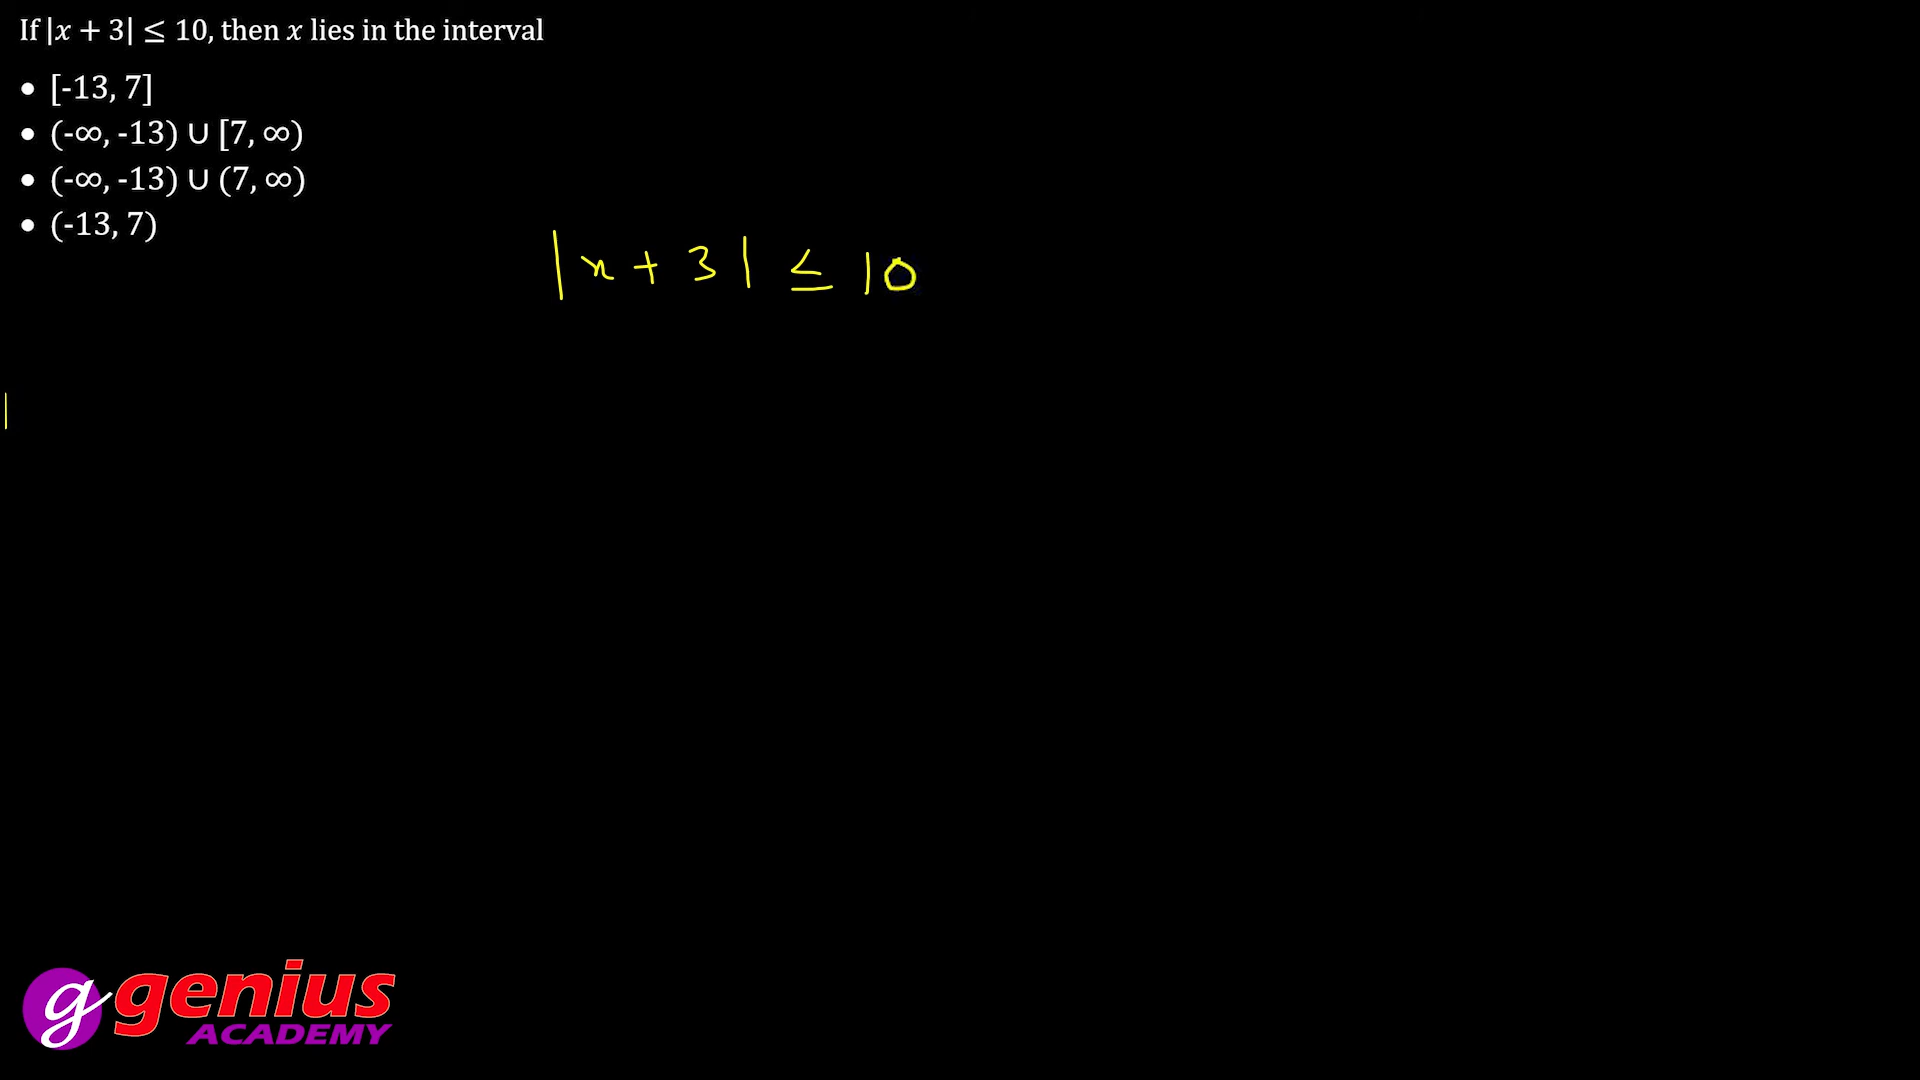 If |x + 3| ≤ 10, then x lies in the interval
• [-13, 7]
• (-∞, -13) ∪ [7, ∞)
• (-∞, -13) ∪ (7, ∞)
• (-13, 7)
|x + 3| ≤ 10
g genius
ACADEMY